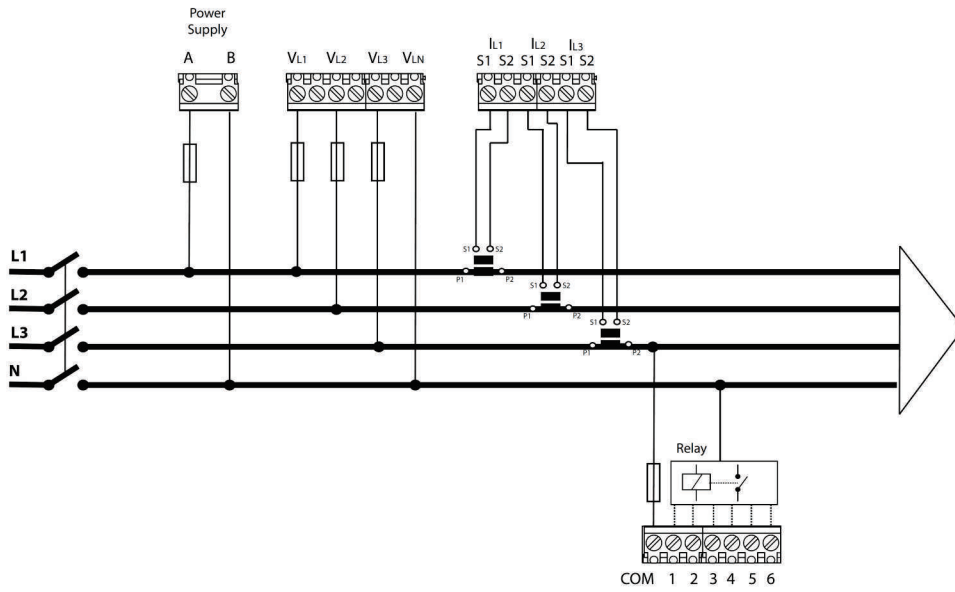 Power
Supply
A B
VL1 VL2 VL3 VLN
IL1 IL2 IL3
S1 S2 S1 S2 S1 S2
L1
L2
L3
N
S1 S2
P1 P2
S1 S2
P1 P2
S1 S2
P1 P2
Relay
COM 1 2 3 4 5 6